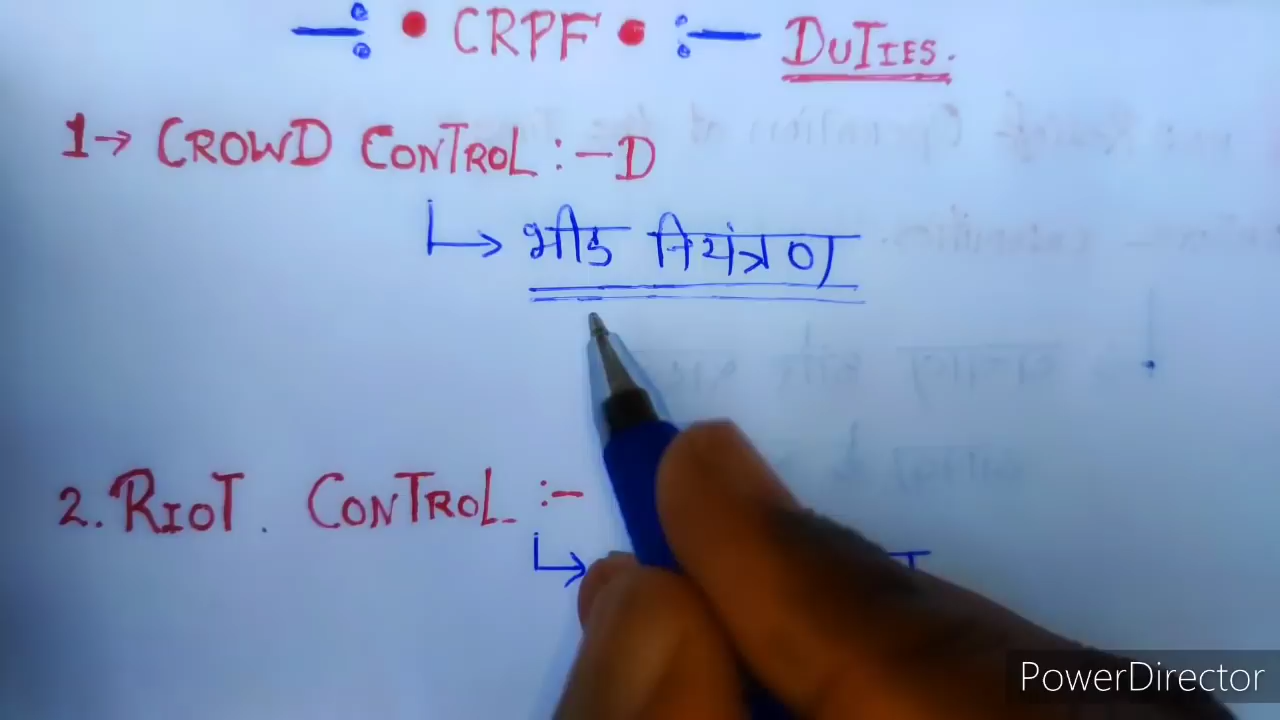 CRPF :- DUTIES.
1→ CROWD CONTROL :- D
↳ भीड नियंत्रण
2. RIOT. CONTROL :-
PowerDirector